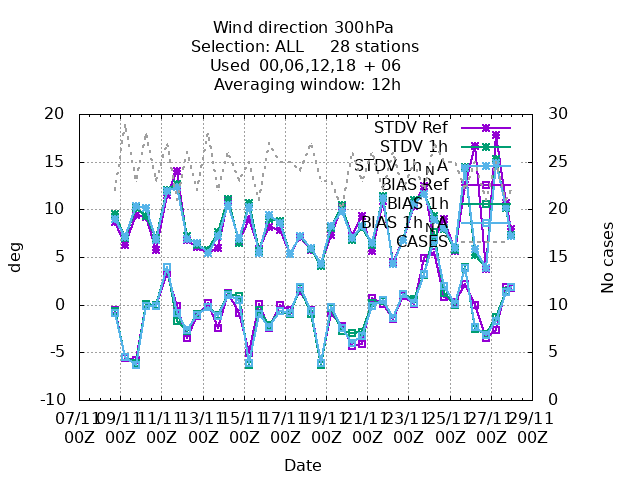 Wind direction 300hPa
Selection: ALL 28 stations
Used 00,06,12,18 + 06
Averaging window: 12h
20
15
10
5
0
-5
-10
deg
30
25
20
15
10
5
0
No cases
STDV Ref
STDV 1h
STDV 1h_NA
BIAS Ref
BIAS 1h
BIAS 1h_NA
CASES
07/11 09/11 11/11 13/11 15/11 17/11 19/11 21/11 23/11 25/11 27/11 29/11
00Z 00Z 00Z 00Z 00Z 00Z 00Z 00Z 00Z 00Z 00Z 00Z
Date